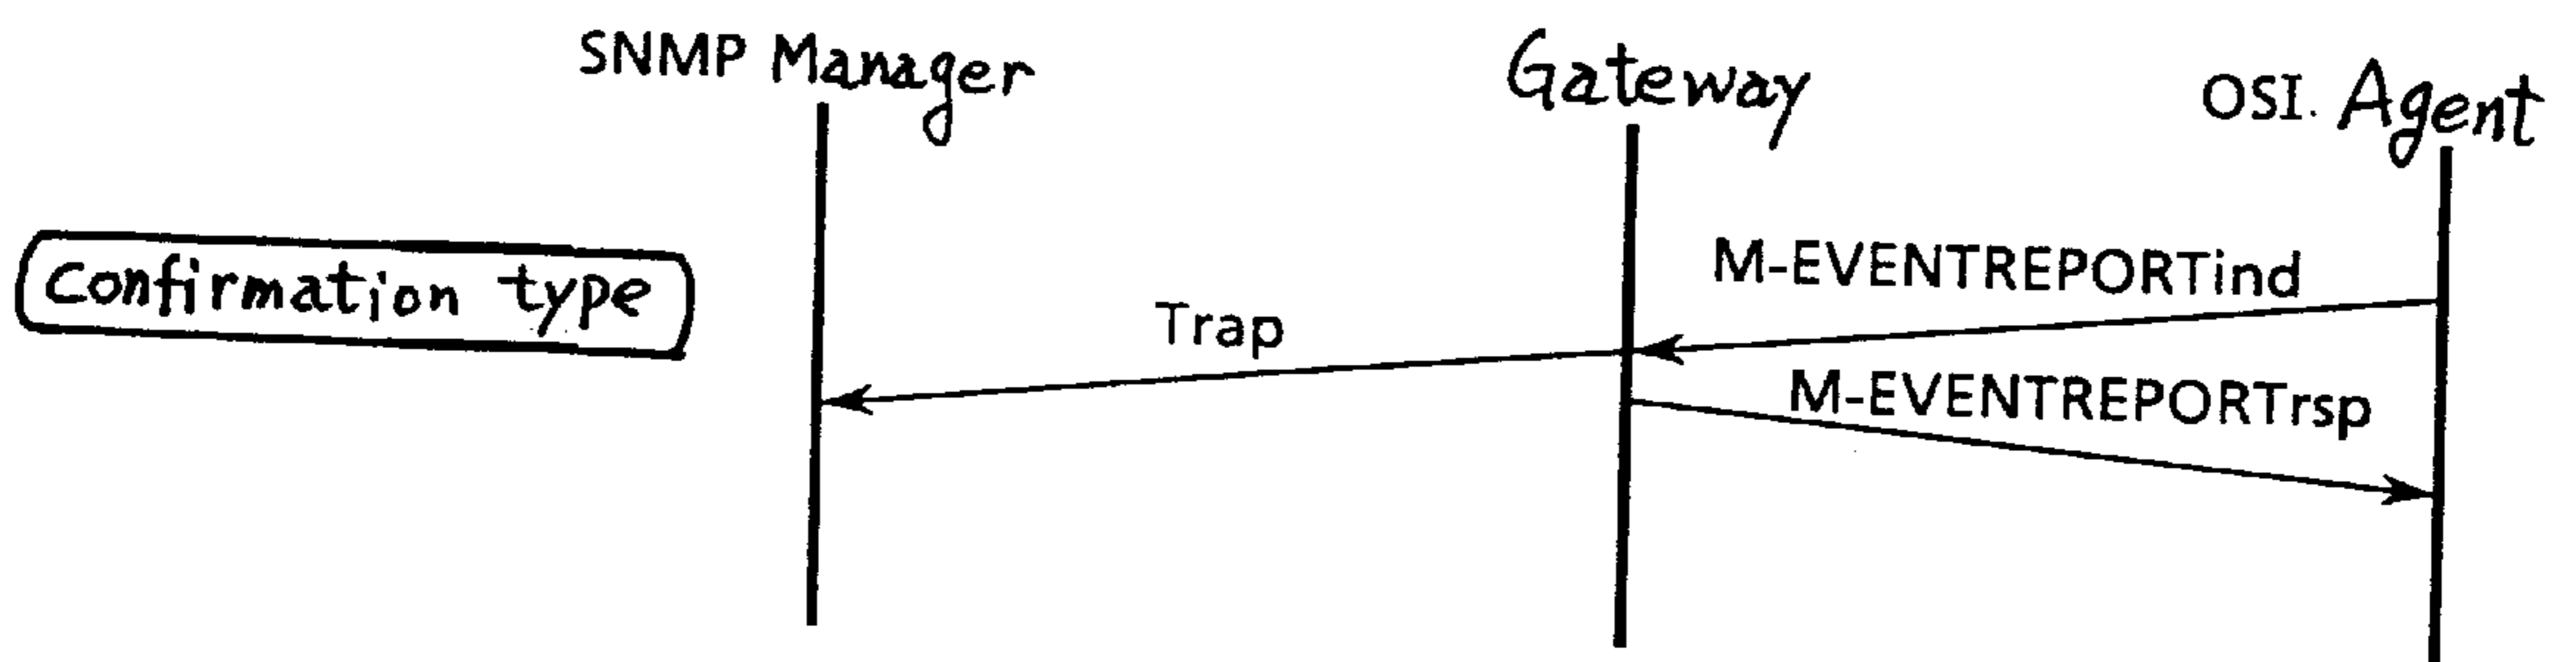 SNMP Manager
Gateway
OSI. Agent
confirmation type
M-EVENTREPORTind
Trap
M-EVENTREPORTrsp